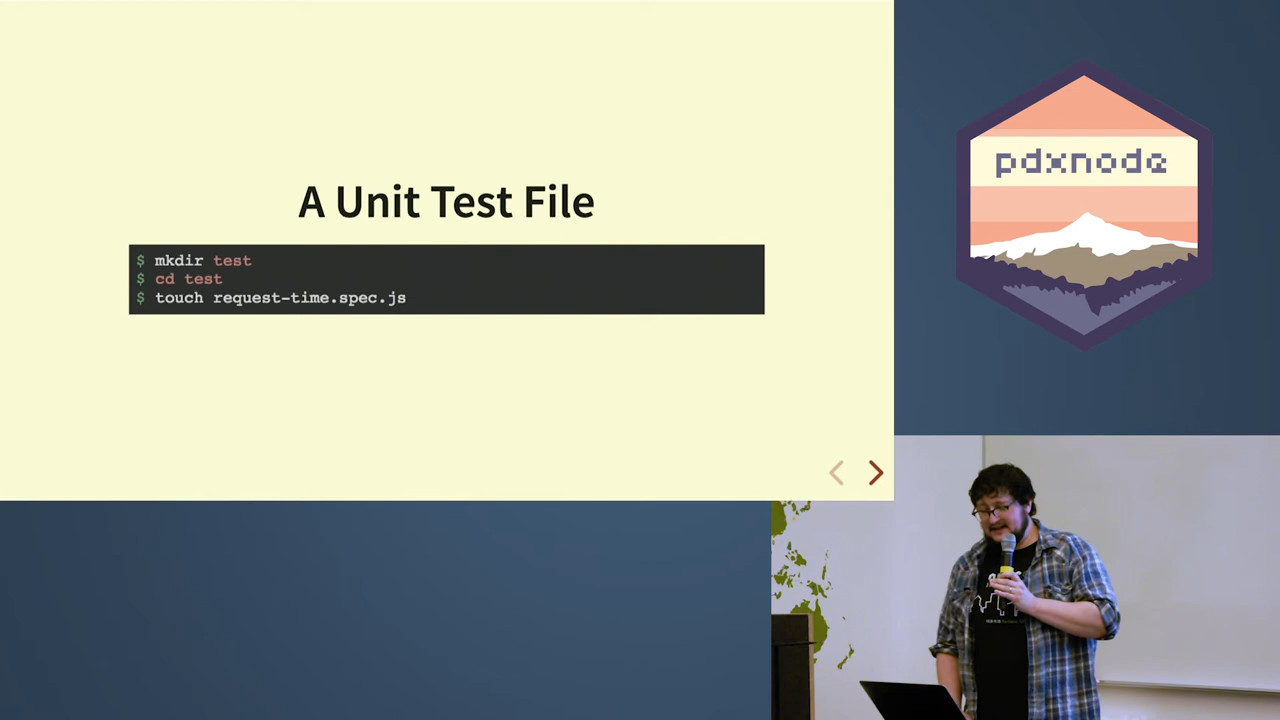 A Unit Test File
$ mkdir test
$ cd test
$ touch request-time.spec.js
pdxnode